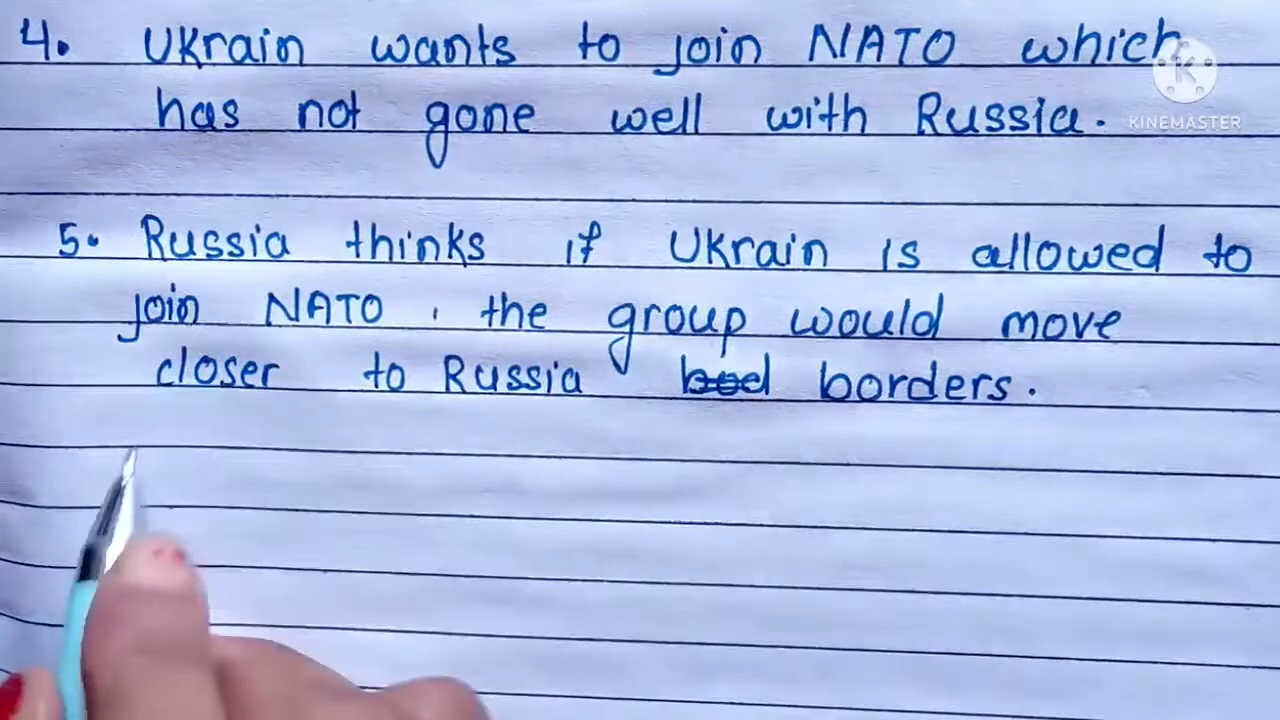 4. Ukrain wants to join NATO which
has not gone well with Russia.
KINEMASTER
5. Russia thinks if Ukrain is allowed to
join NATO, the group would move
closer to Russia borders.